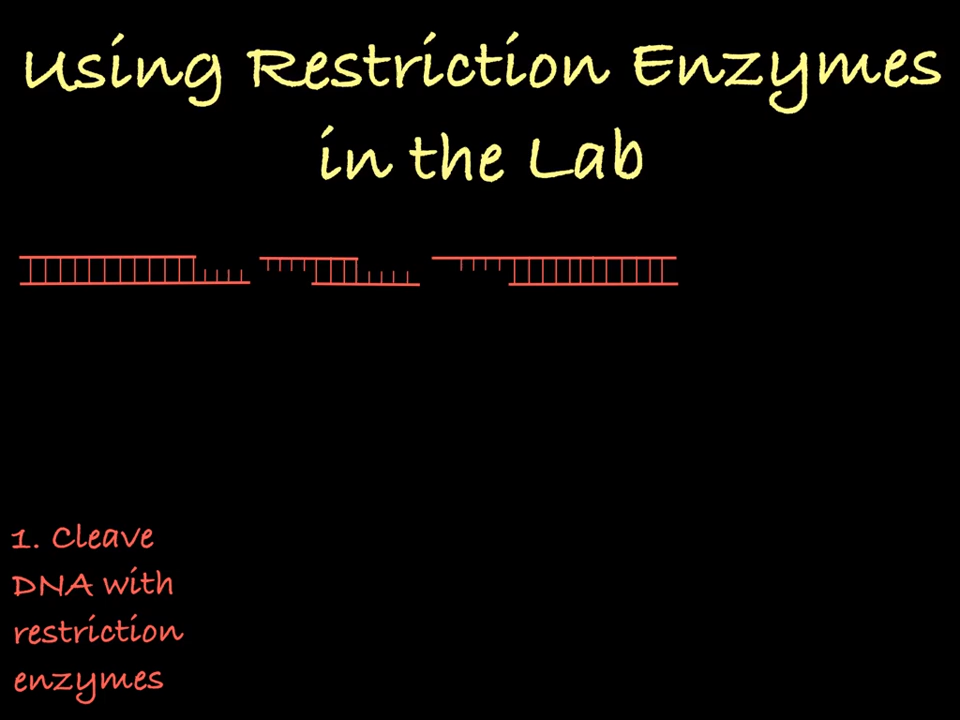 Using Restriction Enzymes
in the Lab
1. Cleave
DNA with
restriction
enzymes